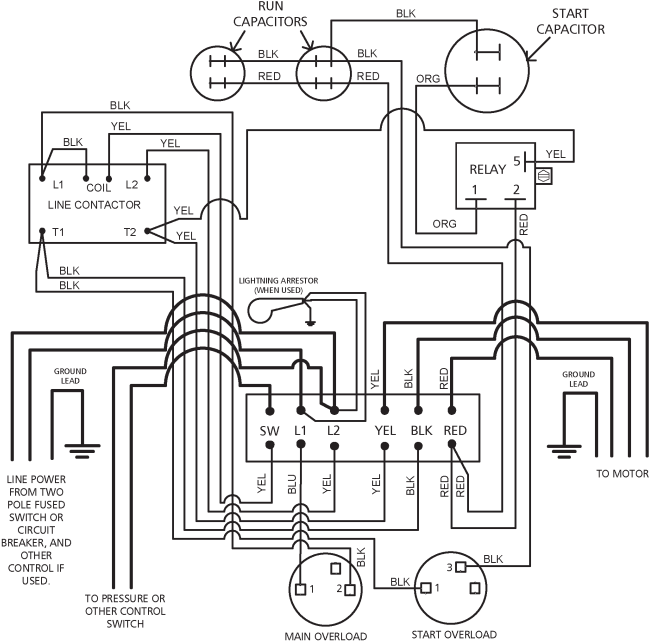 RUN
CAPACITORS
START
CAPACITOR
BLK
BLK
BLK
RED
RED
ORG
BLK
YEL
BLK
YEL
L1
COIL
L2
LINE CONTACTOR
T1
T2
YEL
YEL
BLK
BLK
RELAY
5
YEL
1
2
ORG
RED
LIGHTNING ARRESTOR
(WHEN USED)
GROUND
LEAD
GROUND
LEAD
YEL
BLK
RED
SW
L1
L2
YEL
BLK
RED
YEL
BLU
YEL
YEL
BLK
RED
RED
LINE POWER
FROM TWO
POLE FUSED
SWITCH OR
CIRCUIT
BREAKER, AND
OTHER
CONTROL IF
USED.
TO MOTOR
TO PRESSURE OR
OTHER CONTROL
SWITCH
BLK
1
2
MAIN OVERLOAD
BLK
3
BLK
1
START OVERLOAD